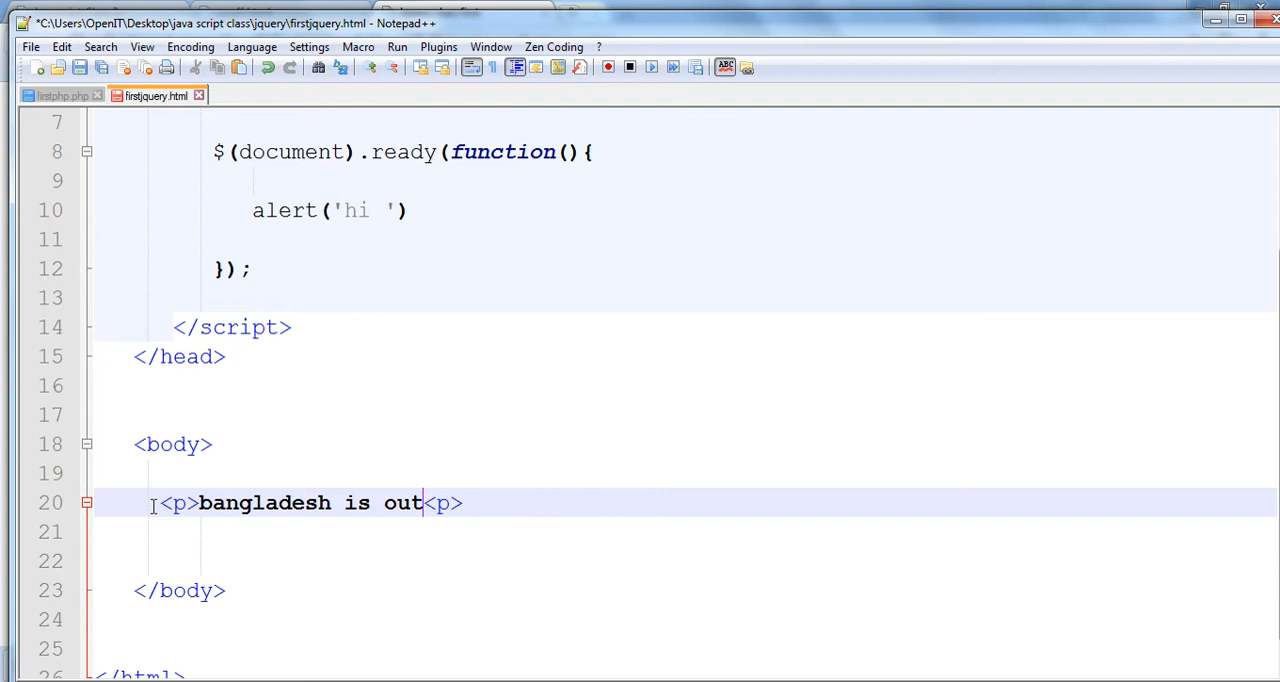 *C:\Users\OpenIT\Desktop\java script class\jquery\firstjquery.html - Notepad++
File Edit Search View Encoding Language Settings Macro Run Plugins Window Zen Coding ?
ABC
firstphp.php firstjquery.html
7
8 $(document).ready(function(){
9
10 alert('hi ')
11
12 });
13
14 </script>
15 </head>
16
17
18 <body>
19
20 <p>bangladesh is out<p>
21
22
23 </body>
24
25
26 </html>